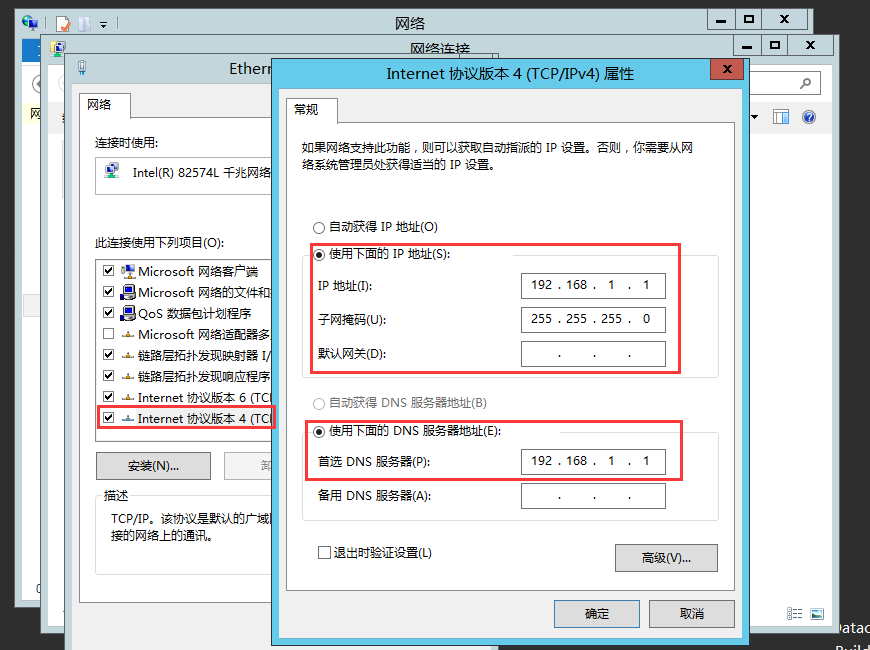 网络
网络连接
Ethern
Internet 协议版本 4 (TCP/IPv4) 属性
网络
连接时使用:
Intel(R) 82574L 千兆网络
此连接使用下列项目(O):
Microsoft 网络客户端
Microsoft 网络的文件和
QoS 数据包计划程序
Microsoft 网络适配器多
链路层拓扑发现映射器 I/
链路层拓扑发现响应程序
Internet 协议版本 6 (TC
Internet 协议版本 4 (TC
安装(N)...
卸
描述
TCP/IP。该协议是默认的广域
接的网络上的通讯。
常规
如果网络支持此功能，则可以获取自动指派的 IP 设置。否则，你需要从网
络系统管理员处获得适当的 IP 设置。
自动获得 IP 地址(O)
使用下面的 IP 地址(S):
IP 地址(I): 192 . 168 . 1 . 1
子网掩码(U): 255 . 255 . 255 . 0
默认网关(D): . . .
自动获得 DNS 服务器地址(B)
使用下面的 DNS 服务器地址(E):
首选 DNS 服务器(P): 192 . 168 . 1 . 1
备用 DNS 服务器(A): . . .
退出时验证设置(L)
高级(V)...
确定
取消
Datac
Build